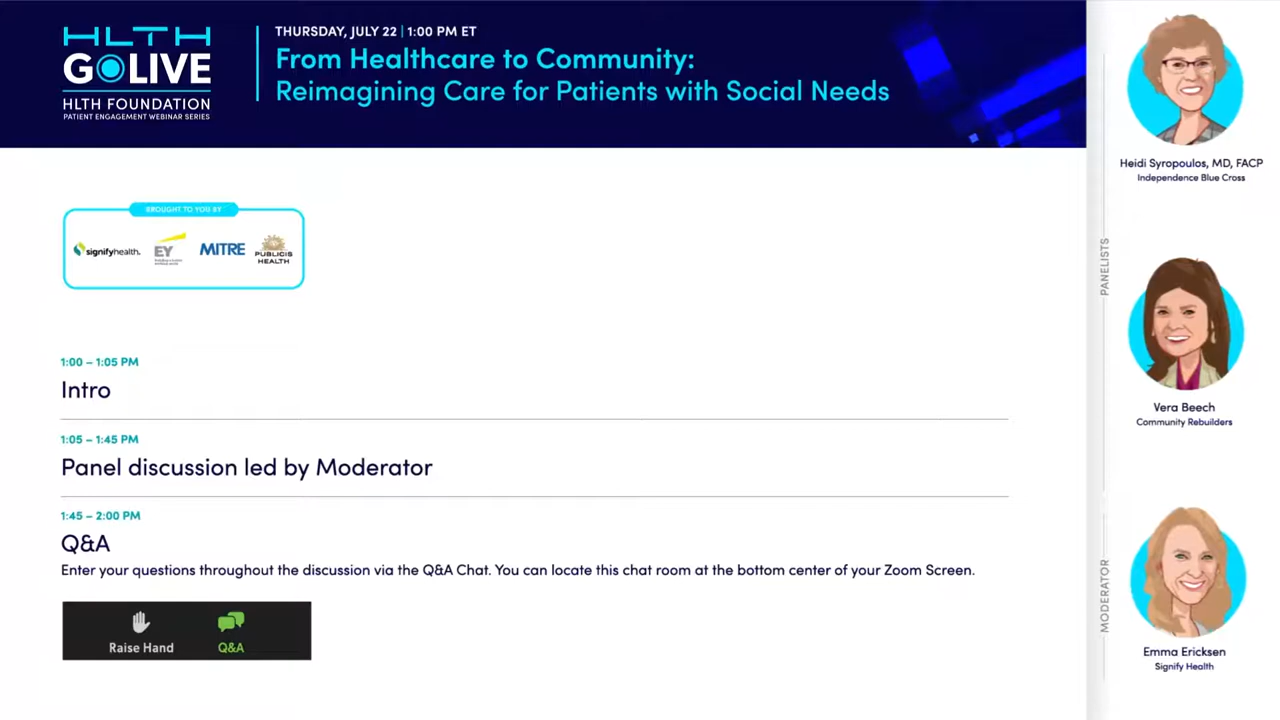 HLTH
GOLIVE
HLTH FOUNDATION
PATIENT ENGAGEMENT WEBINAR SERIES
THURSDAY, JULY 22 | 1:00 PM ET
From Healthcare to Community:
Reimagining Care for Patients with Social Needs
BROUGHT TO YOU BY
signifyhealth.
EY
MITRE
PUBLICIS
HEALTH
1:00 – 1:05 PM
Intro
1:05 – 1:45 PM
Panel discussion led by Moderator
1:45 – 2:00 PM
Q&A
Enter your questions throughout the discussion via the Q&A Chat. You can locate this chat room at the bottom center of your Zoom Screen.
Raise Hand
Q&A
PANELISTS
Heidi Syropoulos, MD, FACP
Independence Blue Cross
Vera Beech
Community Rebuilders
MODERATOR
Emma Ericksen
Signify Health